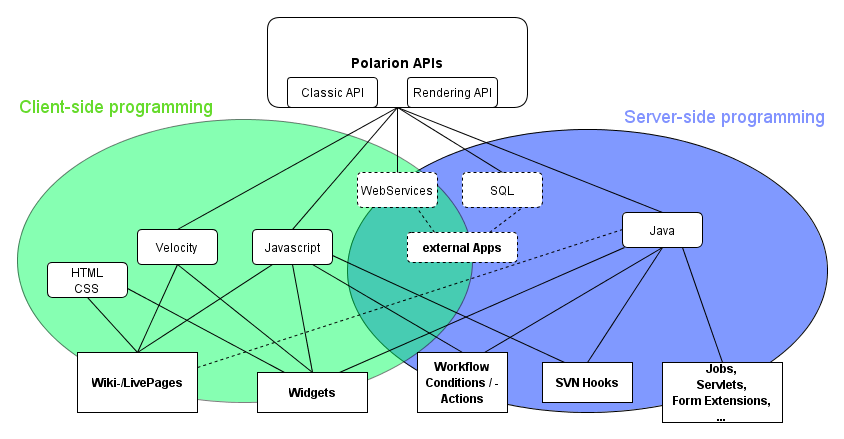 Polarion APIs
Classic API
Rendering API
Client-side programming
Server-side programming
WebServices
SQL
Velocity
Javascript
external Apps
Java
HTML
CSS
Wiki-/LivePages
Widgets
Workflow
Conditions / -
Actions
SVN Hooks
Jobs,
Servlets,
Form Extensions,
...